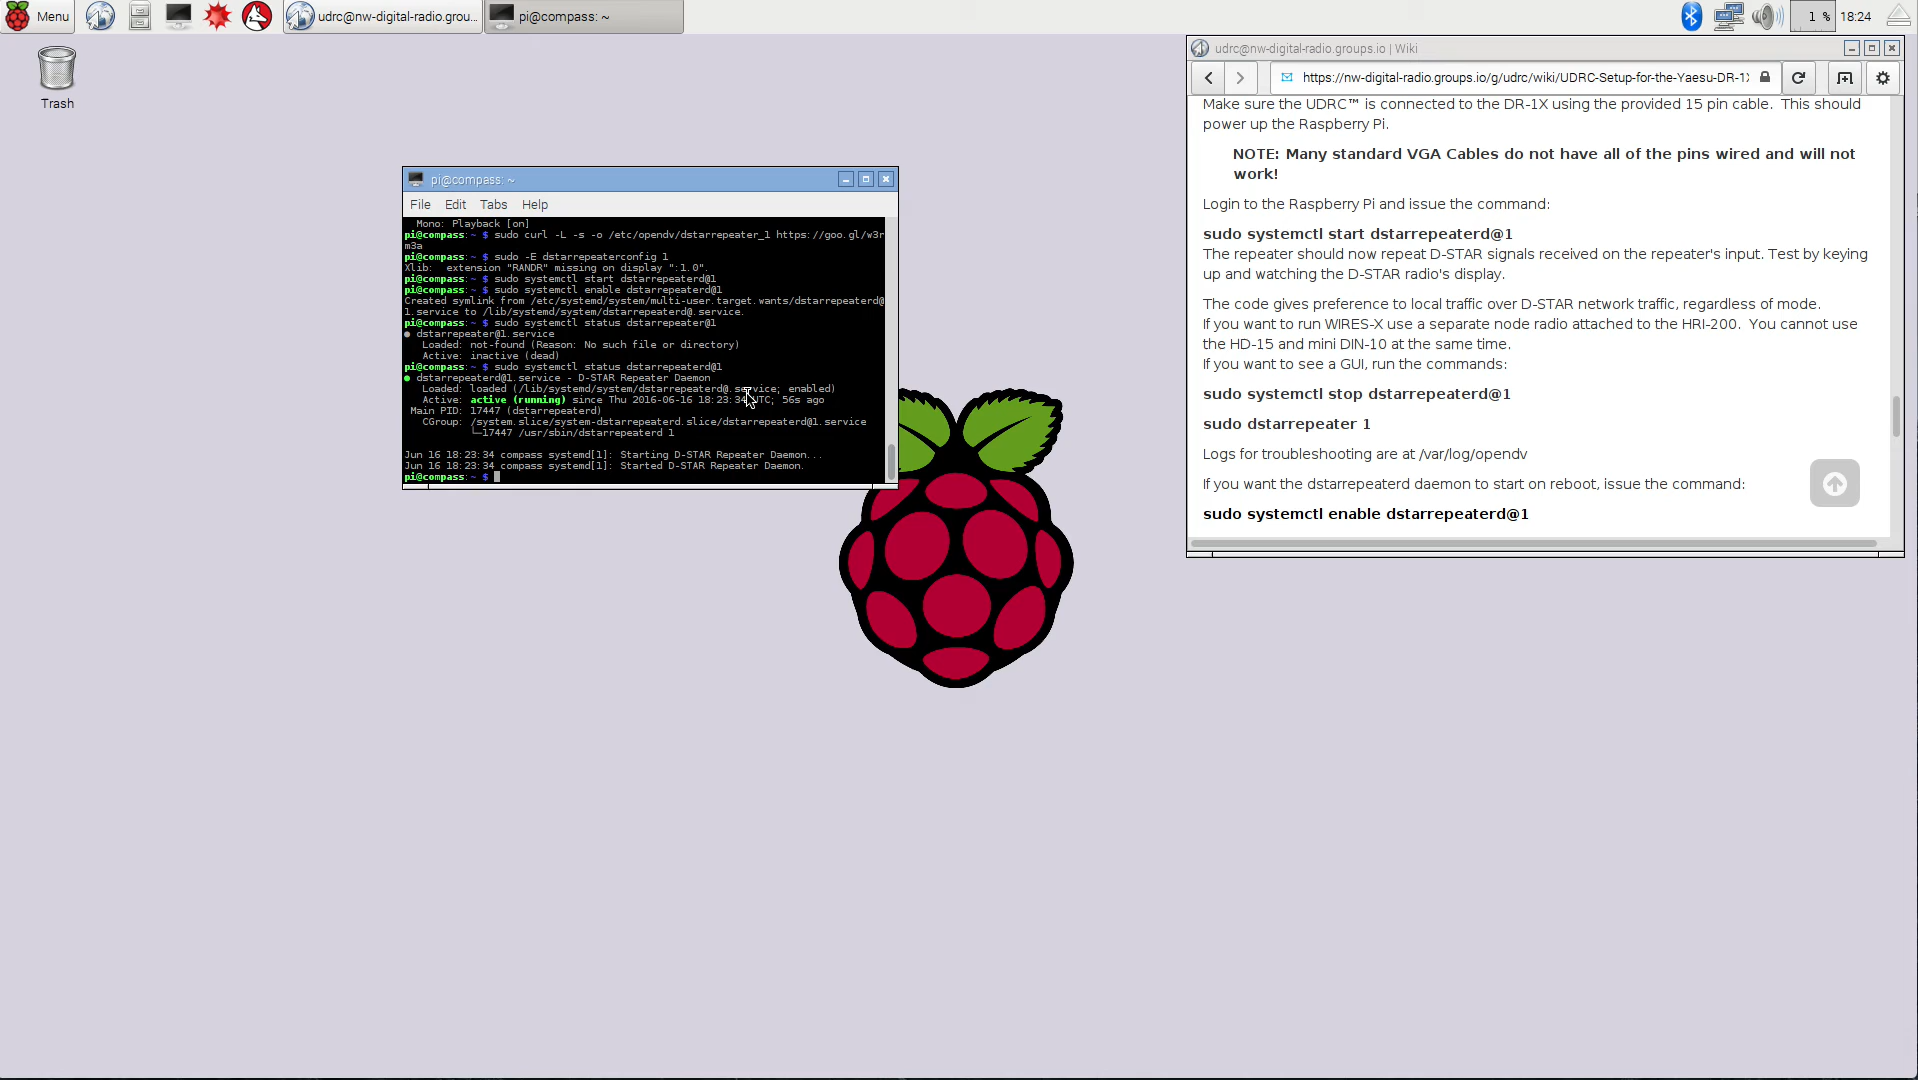 Menu
udrc@nw-digital-radio.grou...
pi@compass: ~
1 %
18:24
Trash
pi@compass: ~
File Edit Tabs Help
Mono: Playback [on]
pi@compass:~ $ sudo curl -L -s -o /etc/opendv/dstarrepeater_1 https://goo.gl/w3r
m3a
pi@compass:~ $ sudo -E dstarrepeaterconfig 1
Xlib:  extension "RANDR" missing on display ":1.0".
pi@compass:~ $ sudo systemctl start dstarrepeaterd@1
pi@compass:~ $ sudo systemctl enable dstarrepeaterd@1
Created symlink from /etc/systemd/system/multi-user.target.wants/dstarrepeaterd@
1.service to /lib/systemd/system/dstarrepeaterd@.service.
pi@compass:~ $ sudo systemctl status dstarrepeater@1
● dstarrepeater@1.service
Loaded: not-found (Reason: No such file or directory)
Active: inactive (dead)
pi@compass:~ $ sudo systemctl status dstarrepeaterd@1
● dstarrepeaterd@1.service - D-STAR Repeater Daemon
Loaded: loaded (/lib/systemd/system/dstarrepeaterd@.service; enabled)
Active: active (running) since Thu 2016-06-16 18:23:34 UTC; 56s ago
Main PID: 17447 (dstarrepeaterd)
CGroup: /system.slice/system-dstarrepeaterd.slice/dstarrepeaterd@1.service
└─17447 /usr/sbin/dstarrepeaterd 1
Jun 16 18:23:34 compass systemd[1]: Starting D-STAR Repeater Daemon...
Jun 16 18:23:34 compass systemd[1]: Started D-STAR Repeater Daemon.
pi@compass:~ $
udrc@nw-digital-radio.groups.io | Wiki
https://nw-digital-radio.groups.io/g/udrc/wiki/UDRC-Setup-for-the-Yaesu-DR-1X
Make sure the UDRC™ is connected to the DR-1X using the provided 15 pin cable.  This should
power up the Raspberry Pi.
NOTE: Many standard VGA Cables do not have all of the pins wired and will not
work!
Login to the Raspberry Pi and issue the command:
sudo systemctl start dstarrepeaterd@1
The repeater should now repeat D-STAR signals received on the repeater's input. Test by keying
up and watching the D-STAR radio's display.
The code gives preference to local traffic over D-STAR network traffic, regardless of mode.
If you want to run WIRES-X use a separate node radio attached to the HRI-200.  You cannot use
the HD-15 and mini DIN-10 at the same time.
If you want to see a GUI, run the commands:
sudo systemctl stop dstarrepeaterd@1
sudo dstarrepeater 1
Logs for troubleshooting are at /var/log/opendv
If you want the dstarrepeaterd daemon to start on reboot, issue the command:
sudo systemctl enable dstarrepeaterd@1